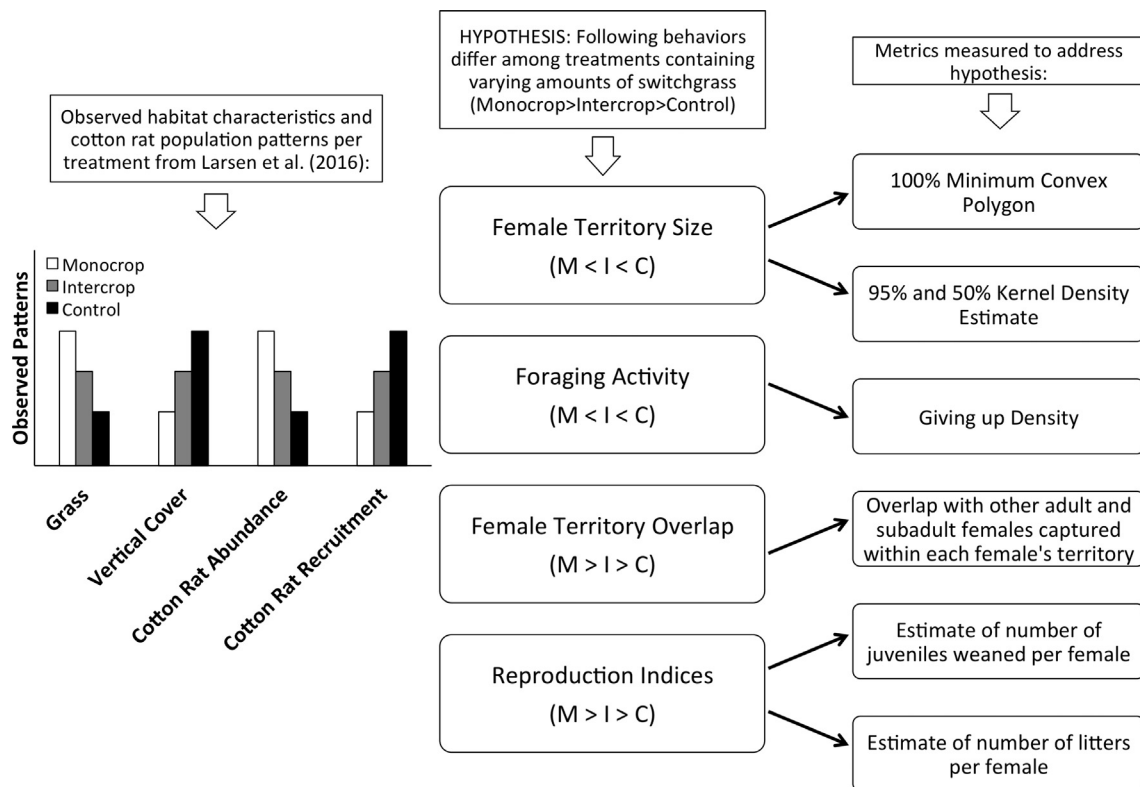 Observed habitat characteristics and
cotton rat population patterns per
treatment from Larsen et al. (2016):
Observed Patterns
Monocrop
Intercrop
Control
Grass
Vertical Cover
Cotton Rat Abundance
Cotton Rat Recruitment
HYPOTHESIS: Following behaviors
differ among treatments containing
varying amounts of switchgrass
(Monocrop>Intercrop>Control)
Female Territory Size
(M < I < C)
Foraging Activity
(M < I < C)
Female Territory Overlap
(M > I > C)
Reproduction Indices
(M > I > C)
Metrics measured to address
hypothesis:
100% Minimum Convex
Polygon
95% and 50% Kernel Density
Estimate
Giving up Density
Overlap with other adult and
subadult females captured
within each female's territory
Estimate of number of
juveniles weaned per female
Estimate of number of litters
per female